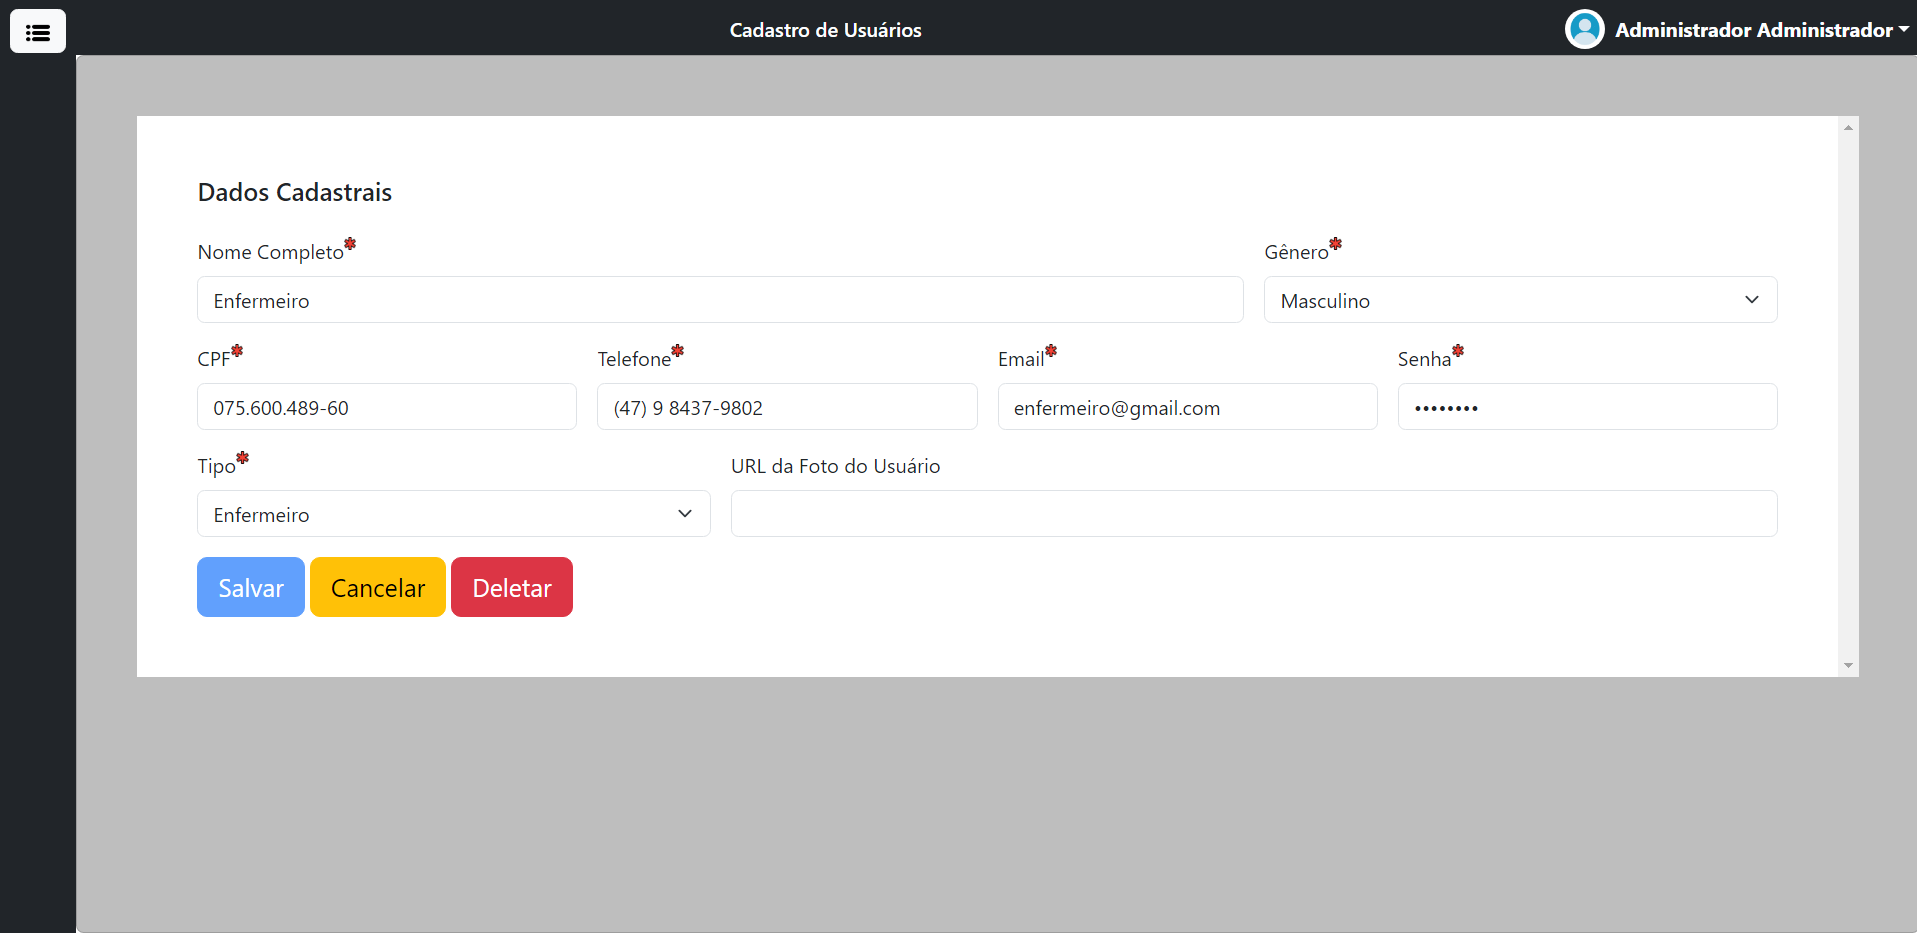 Cadastro de Usuários
Administrador Administrador
Dados Cadastrais
Nome Completo* Gênero*
Enfermeiro Masculino
CPF* Telefone* Email* Senha*
075.600.489-60 (47) 9 8437-9802 enfermeiro@gmail.com ••••••••
Tipo* URL da Foto do Usuário
Enfermeiro
Salvar Cancelar Deletar